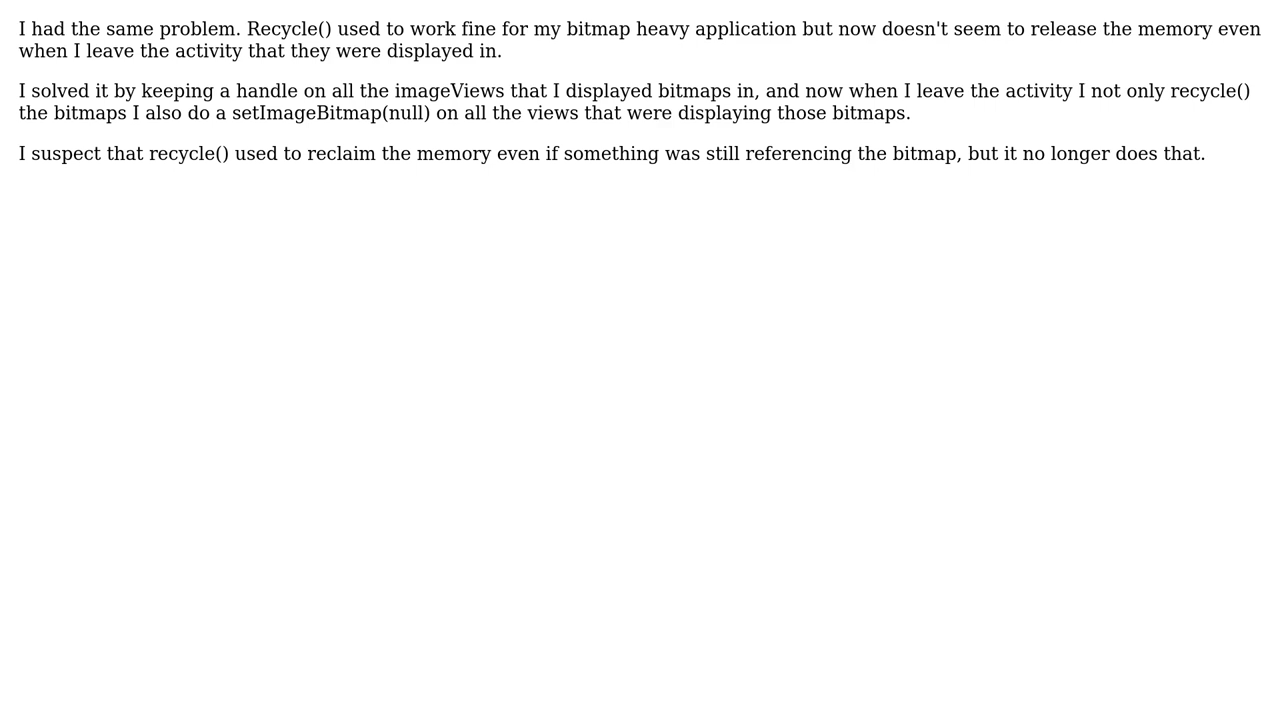 I had the same problem. Recycle() used to work fine for my bitmap heavy application but now doesn't seem to release the memory even
when I leave the activity that they were displayed in.
I solved it by keeping a handle on all the imageViews that I displayed bitmaps in, and now when I leave the activity I not only recycle()
the bitmaps I also do a setImageBitmap(null) on all the views that were displaying those bitmaps.
I suspect that recycle() used to reclaim the memory even if something was still referencing the bitmap, but it no longer does that.